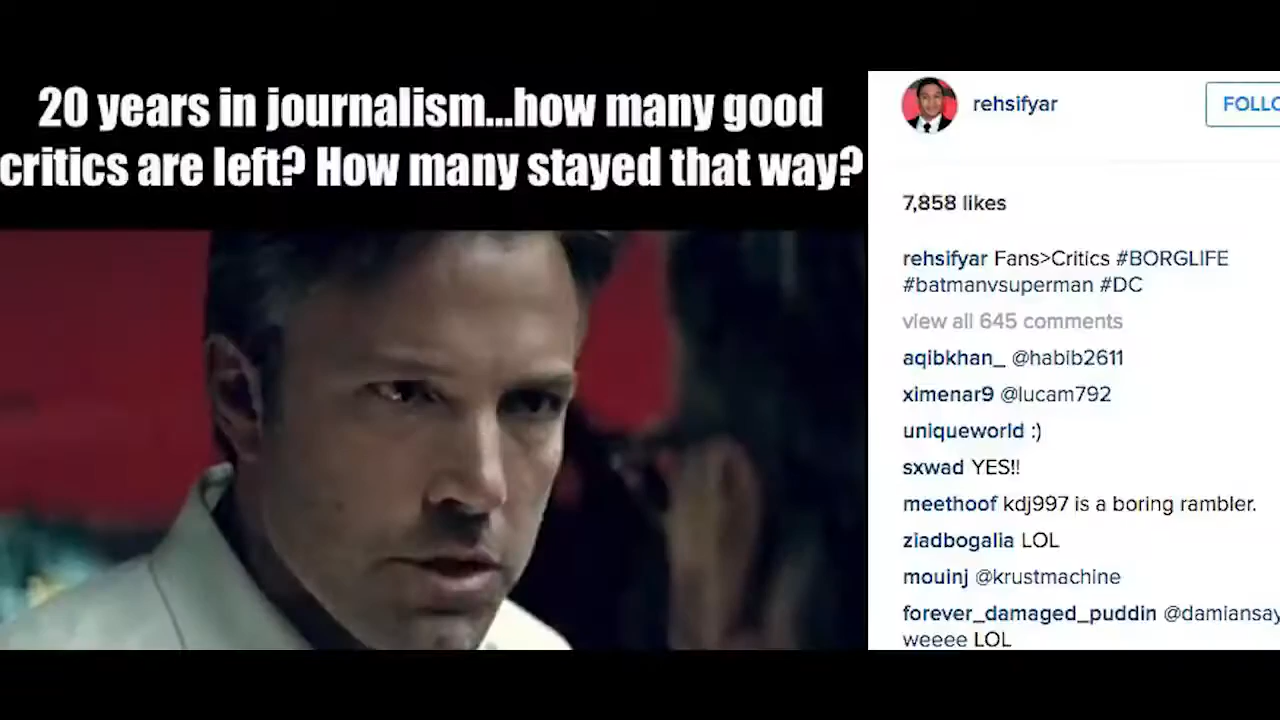 20 years in journalism...how many good
critics are left? How many stayed that way?
rehsifyar
FOLLO
7,858 likes
rehsifyar Fans>Critics #BORGLIFE
#batmanvsuperman #DC
view all 645 comments
aqibkhan_ @habib2611
ximenar9 @lucam792
uniqueworld :)
sxwad YES!!
meethoof kdj997 is a boring rambler.
ziadbogalia LOL
mouinj @krustmachine
forever_damaged_puddin @damiansay
weeee LOL